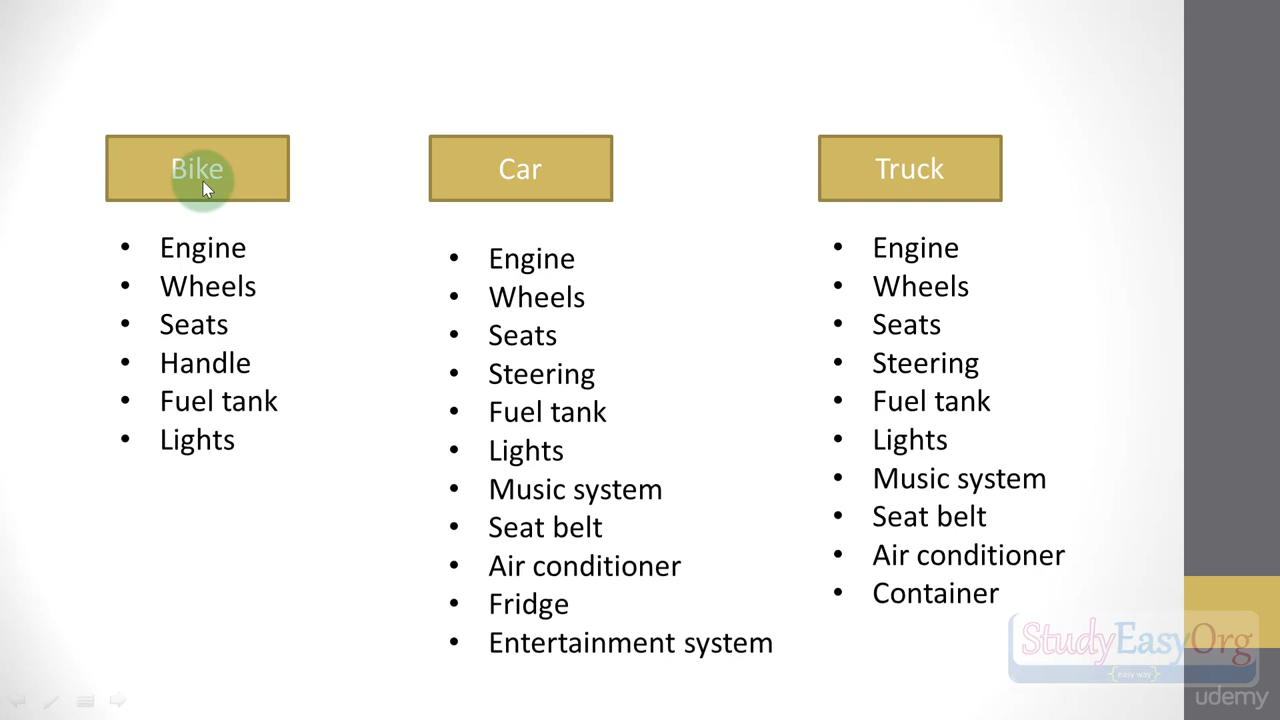 Bike
Engine
Wheels
Seats
Handle
Fuel tank
Lights
Car
Engine
Wheels
Seats
Steering
Fuel tank
Lights
Music system
Seat belt
Air conditioner
Fridge
Entertainment system
Truck
Engine
Wheels
Seats
Steering
Fuel tank
Lights
Music system
Seat belt
Air conditioner
Container
StudyEasyOrg
easy way
udemy